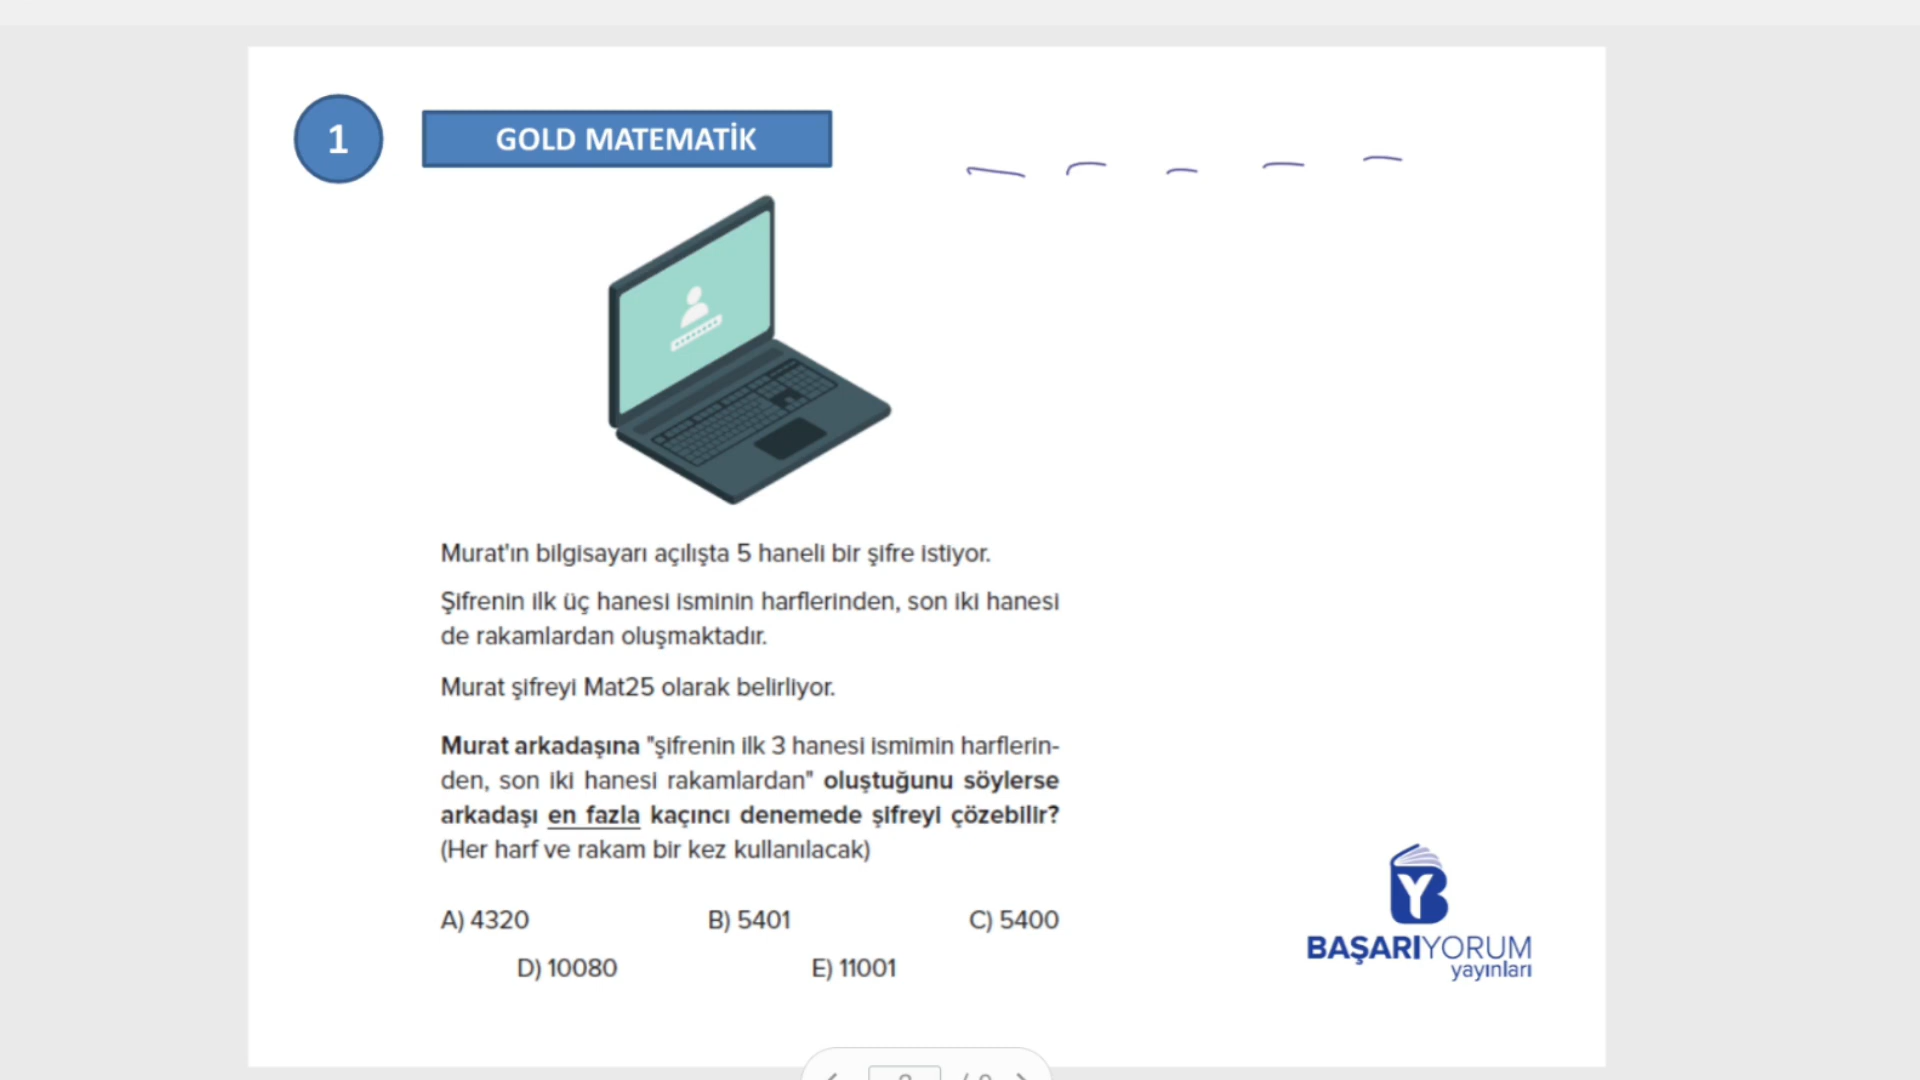 1
GOLD MATEMATİK
Murat'ın bilgisayarı açılışta 5 haneli bir şifre istiyor.
Şifrenin ilk üç hanesi isminin harflerinden, son iki hanesi
de rakamlardan oluşmaktadır.
Murat şifreyi Mat25 olarak belirliyor.
Murat arkadaşına "şifrenin ilk 3 hanesi ismimin harflerin-
den, son iki hanesi rakamlardan" oluştuğunu söylerse
arkadaşı en fazla kaçıncı denemede şifreyi çözebilir?
(Her harf ve rakam bir kez kullanılacak)
A) 4320 B) 5401 C) 5400
D) 10080 E) 11001
BAŞARIYORUM
yayınları